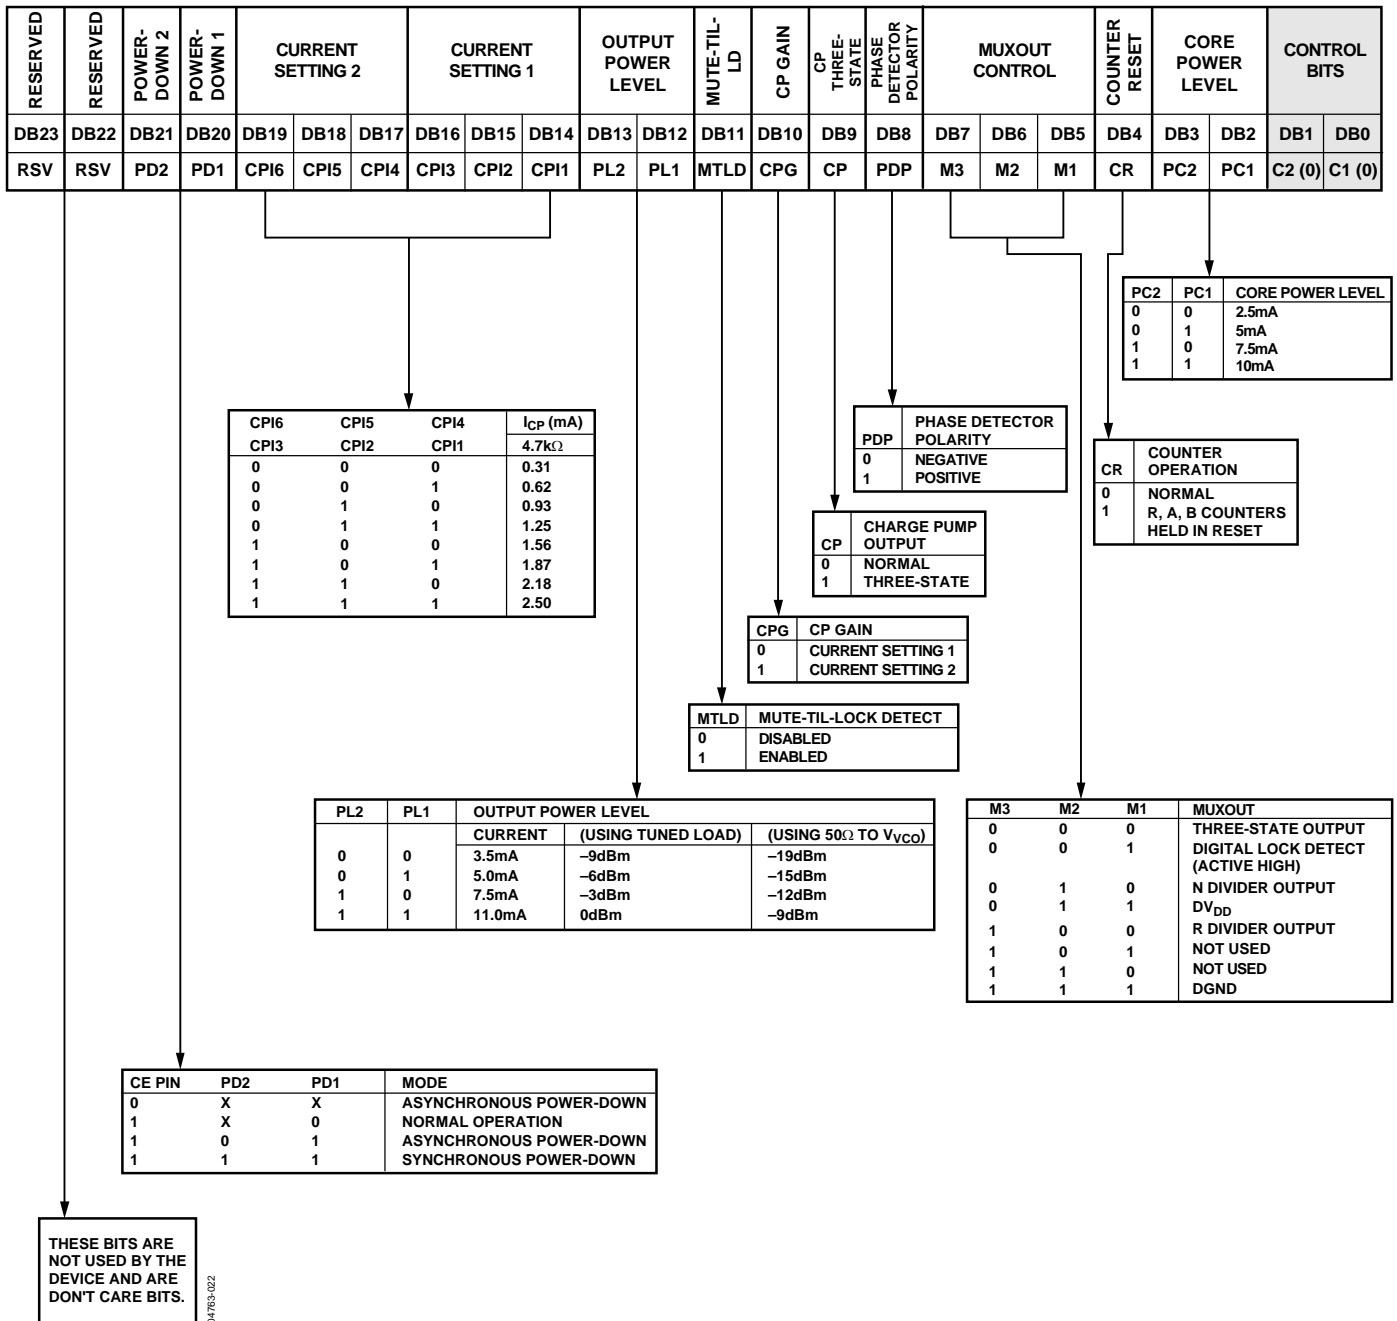 RESERVED RESERVED POWER-DOWN 2 POWER-DOWN 1 CURRENT SETTING 2 CURRENT SETTING 1 OUTPUT POWER LEVEL MUTE-TIL-LD CP GAIN CP THREE-STATE PHASE DETECTOR POLARITY MUXOUT CONTROL COUNTER RESET CORE POWER LEVEL CONTROL BITS
DB23 DB22 DB21 DB20 DB19 DB18 DB17 DB16 DB15 DB14 DB13 DB12 DB11 DB10 DB9 DB8 DB7 DB6 DB5 DB4 DB3 DB2 DB1 DB0
RSV RSV PD2 PD1 CPI6 CPI5 CPI4 CPI3 CPI2 CPI1 PL2 PL1 MTLD CPG CP PDP M3 M2 M1 CR PC2 PC1 C2 (0) C1 (0)
PC2 PC1 CORE POWER LEVEL
0 0 2.5mA
0 1 5mA
1 0 7.5mA
1 1 10mA
CPI6 CPI5 CPI4 ICP (mA)
CPI3 CPI2 CPI1 4.7kΩ
0 0 0 0.31
0 0 1 0.62
0 1 0 0.93
0 1 1 1.25
1 0 0 1.56
1 0 1 1.87
1 1 0 2.18
1 1 1 2.50
PHASE DETECTOR
PDP POLARITY
0 NEGATIVE
1 POSITIVE
COUNTER
CR OPERATION
0 NORMAL
1 R, A, B COUNTERS
HELD IN RESET
CHARGE PUMP
CP OUTPUT
0 NORMAL
1 THREE-STATE
CPG CP GAIN
0 CURRENT SETTING 1
1 CURRENT SETTING 2
MTLD MUTE-TIL-LOCK DETECT
0 DISABLED
1 ENABLED
PL2 PL1 OUTPUT POWER LEVEL
CURRENT (USING TUNED LOAD) (USING 50Ω TO VVCO)
0 0 3.5mA –9dBm –19dBm
0 1 5.0mA –6dBm –15dBm
1 0 7.5mA –3dBm –12dBm
1 1 11.0mA 0dBm –9dBm
M3 M2 M1 MUXOUT
0 0 0 THREE-STATE OUTPUT
0 0 1 DIGITAL LOCK DETECT
(ACTIVE HIGH)
0 1 0 N DIVIDER OUTPUT
0 1 1 DVDD
1 0 0 R DIVIDER OUTPUT
1 0 1 NOT USED
1 1 0 NOT USED
1 1 1 DGND
CE PIN PD2 PD1 MODE
0 X X ASYNCHRONOUS POWER-DOWN
1 X 0 NORMAL OPERATION
1 0 1 ASYNCHRONOUS POWER-DOWN
1 1 1 SYNCHRONOUS POWER-DOWN
THESE BITS ARE
NOT USED BY THE
DEVICE AND ARE
DON'T CARE BITS.
04763-022